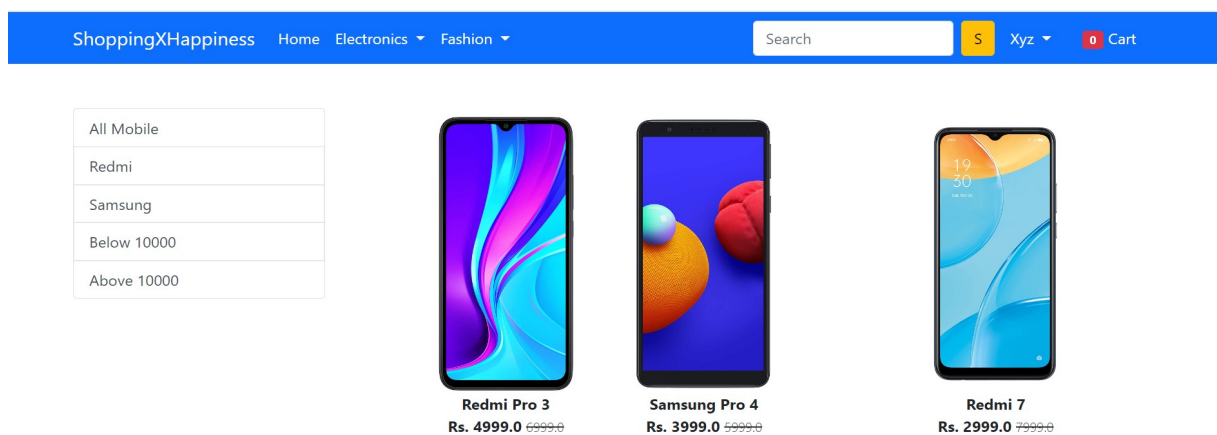 ShoppingXHappiness Home Electronics Fashion Search S Xyz 0 Cart
All Mobile
Redmi
Samsung
Below 10000
Above 10000
19
30
Redmi Pro 3
Rs. 4999.0 6999.0
Samsung Pro 4
Rs. 3999.0 5999.0
Redmi 7
Rs. 2999.0 7999.0